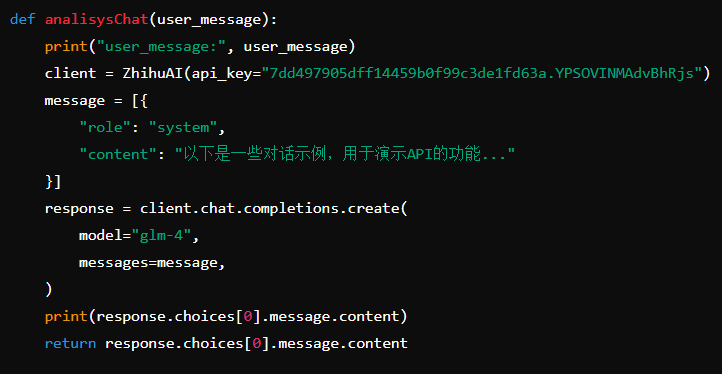 def analisysChat(user_message):
    print("user_message:", user_message)
    client = ZhihuAI(api_key="7dd497905dff14459b0f99c3de1fd63a.YPSOVINMAdvBhRjs")
    message = [{
        "role": "system",
        "content": "以下是一些对话示例，用于演示API的功能..."
    }]
    response = client.chat.completions.create(
        model="glm-4",
        messages=message,
    )
    print(response.choices[0].message.content)
    return response.choices[0].message.content